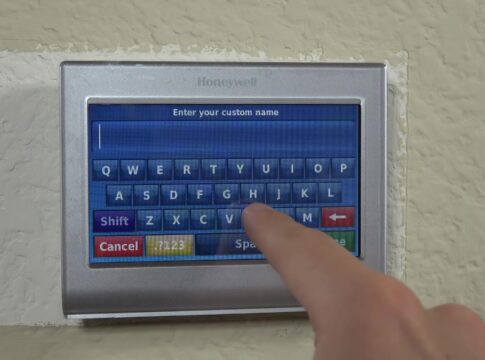 Honeywell
Enter your custom name
Q W E R T Y U I O P
A S D F G H J K L
Shift Z X C V M ←
Cancel .?123